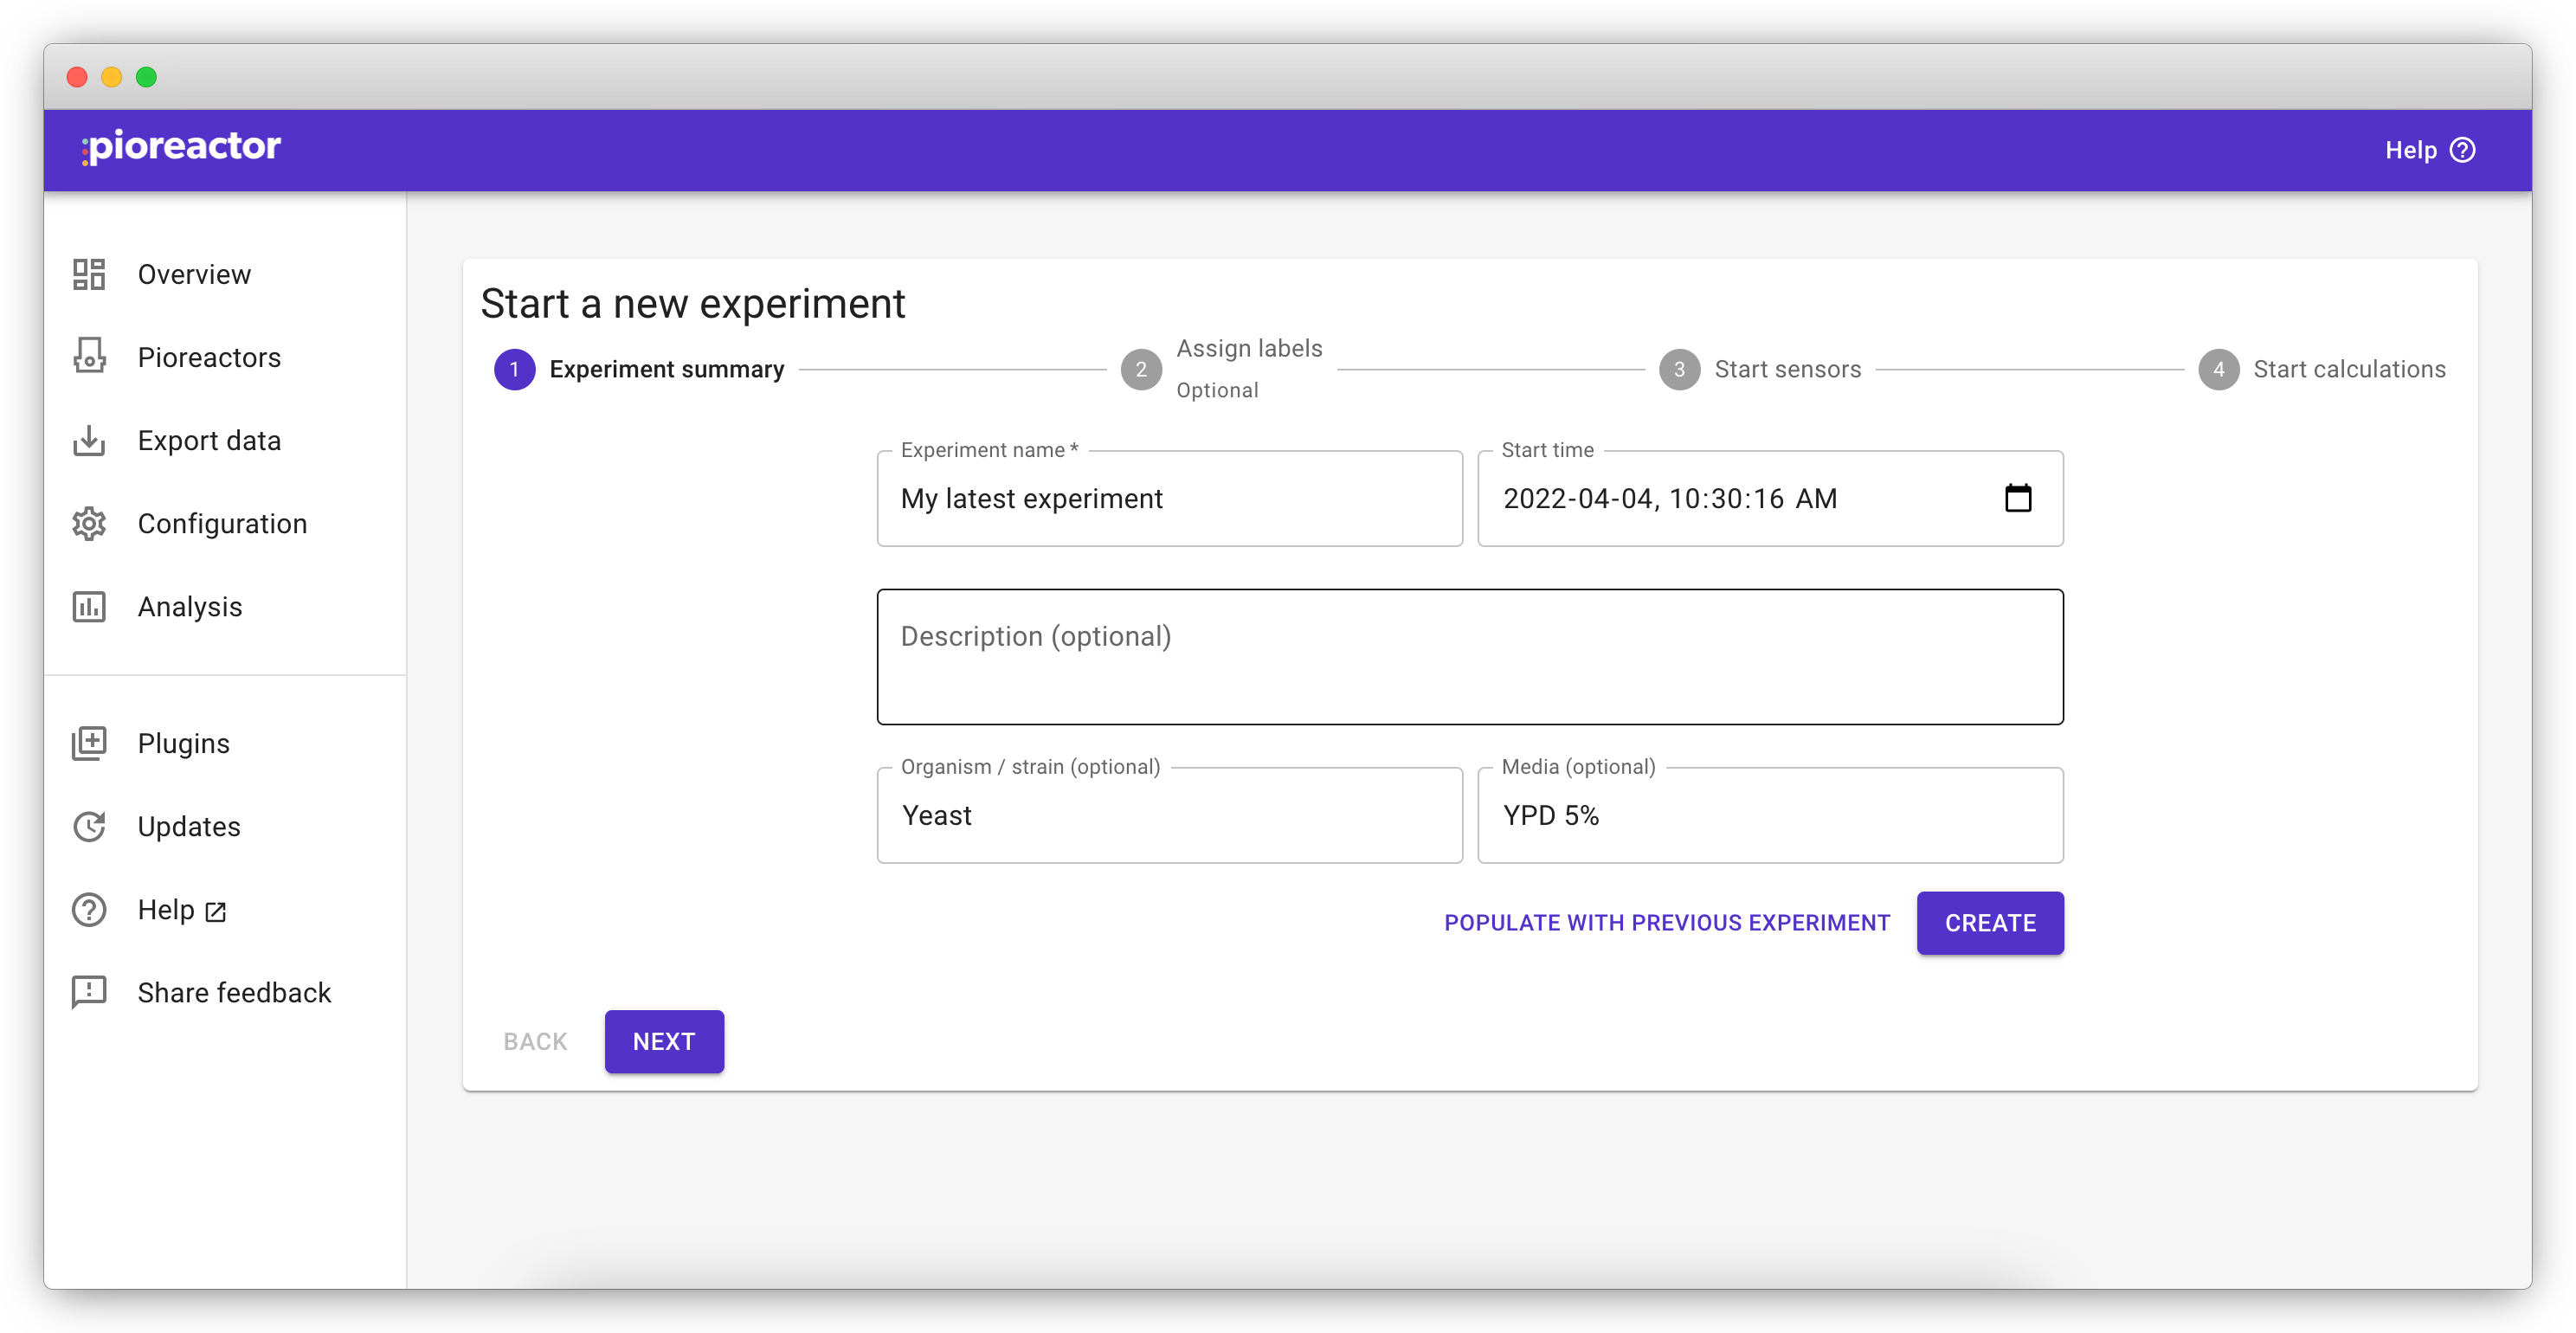 pioreactor
Help
Overview
Pioreactors
Export data
Configuration
Analysis
Plugins
Updates
Help
Share feedback
Start a new experiment
1 Experiment summary
2 Assign labels
Optional
3 Start sensors
4 Start calculations
Experiment name *
My latest experiment
Start time
2022-04-04, 10:30:16 AM
Description (optional)
Organism / strain (optional)
Yeast
Media (optional)
YPD 5%
POPULATE WITH PREVIOUS EXPERIMENT
CREATE
BACK
NEXT